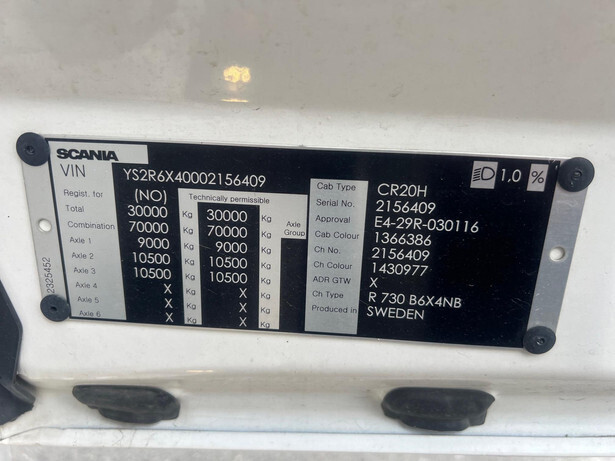 SCANIA
VIN YS2R6X40002156409
Regist. for (NO) Technically permissible
Total 30000 Kg 30000 Kg
Combination 70000 Kg 70000 Kg Axle Group
Axle 1 9000 Kg 9000 Kg
Axle 2 10500 Kg 10500 Kg
Axle 3 10500 Kg 10500 Kg
Axle 4 X Kg X Kg
Axle 5 X Kg X Kg
Axle 6 X Kg X Kg
1,0 %
Cab Type CR20H
Serial No. 2156409
Approval E4-29R-030116
Cab Colour 1366386
Ch No. 2156409
Ch Colour 1430977
ADR GTW X
Ch Type R 730 B6X4NB
Produced in SWEDEN
2325452